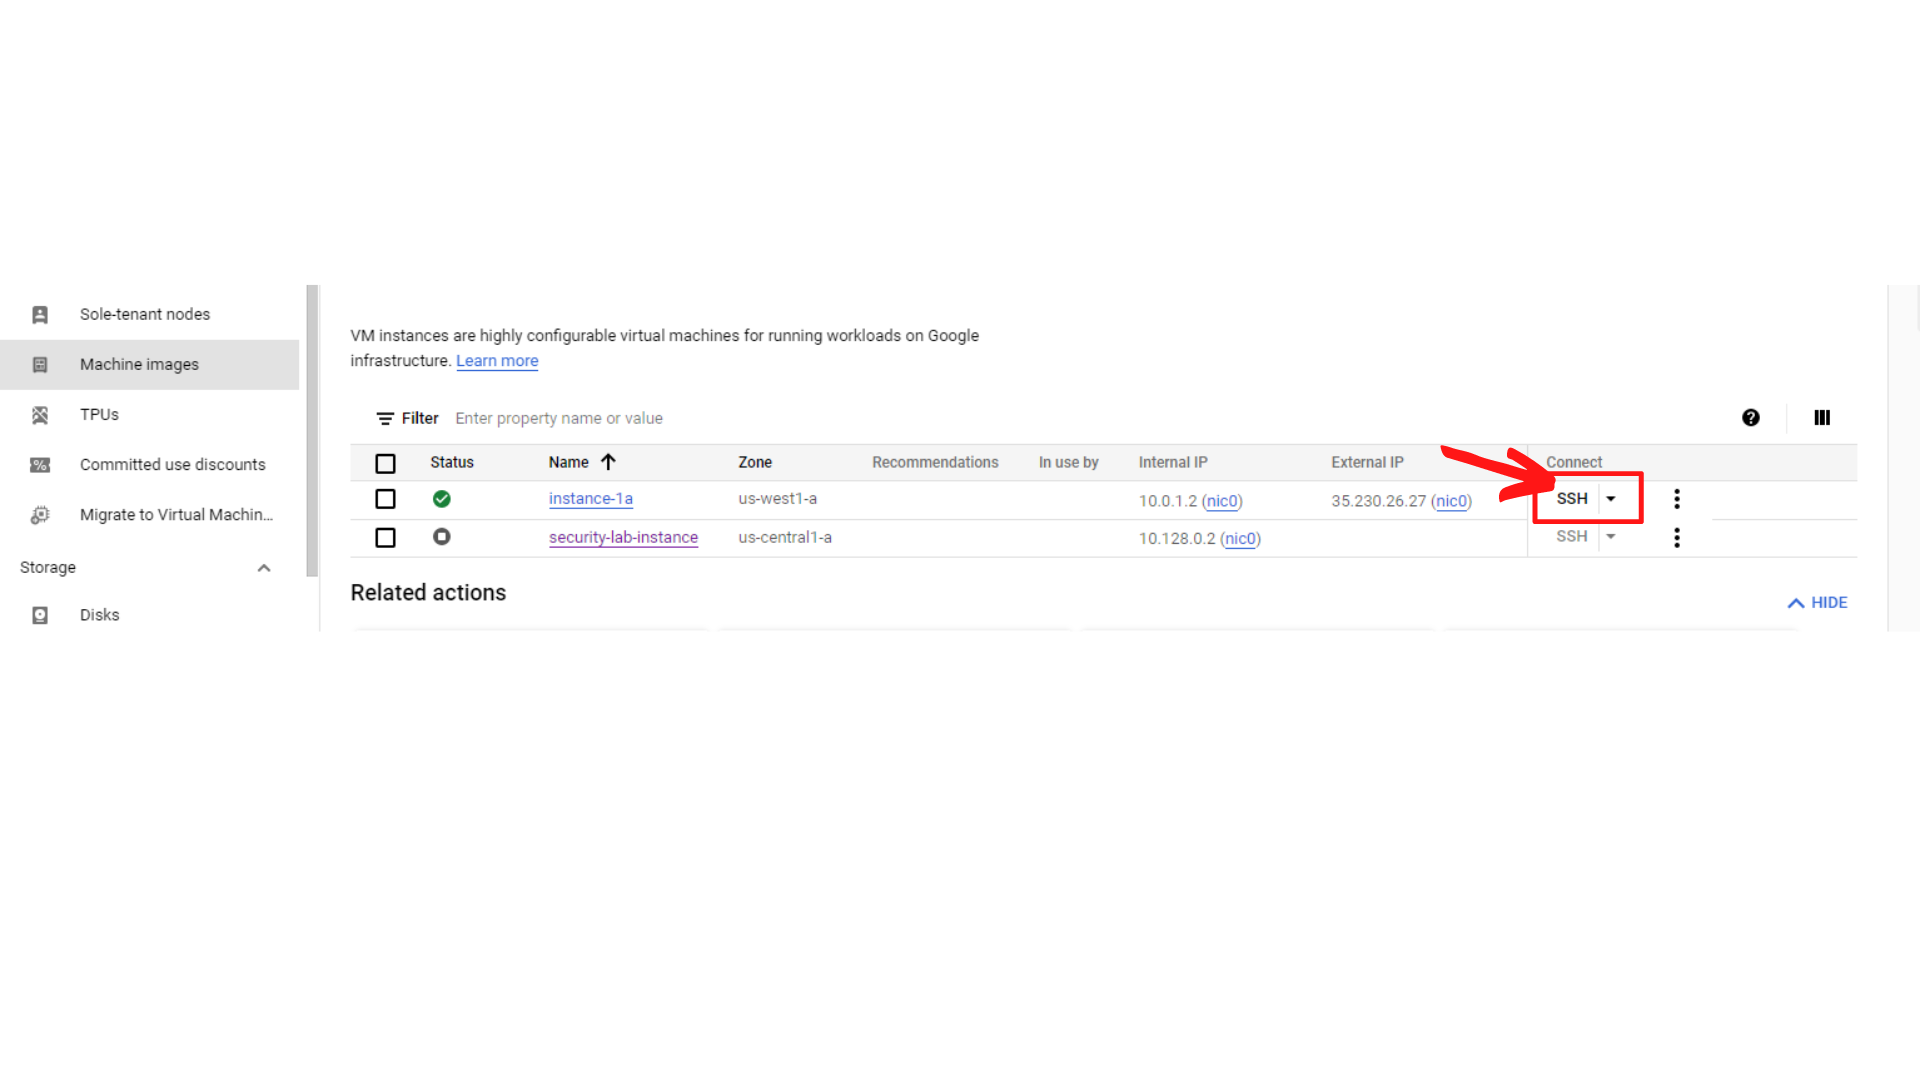 Sole-tenant nodes
Machine images
TPUs
Committed use discounts
Migrate to Virtual Machin...
Storage
Disks
VM instances are highly configurable virtual machines for running workloads on Google
infrastructure. Learn more
Filter Enter property name or value
Status Name Zone Recommendations In use by Internal IP External IP Connect
instance-1a us-west1-a 10.0.1.2 (nic0) 35.230.26.27 (nic0) SSH
security-lab-instance us-central1-a 10.128.0.2 (nic0) SSH
Related actions
HIDE